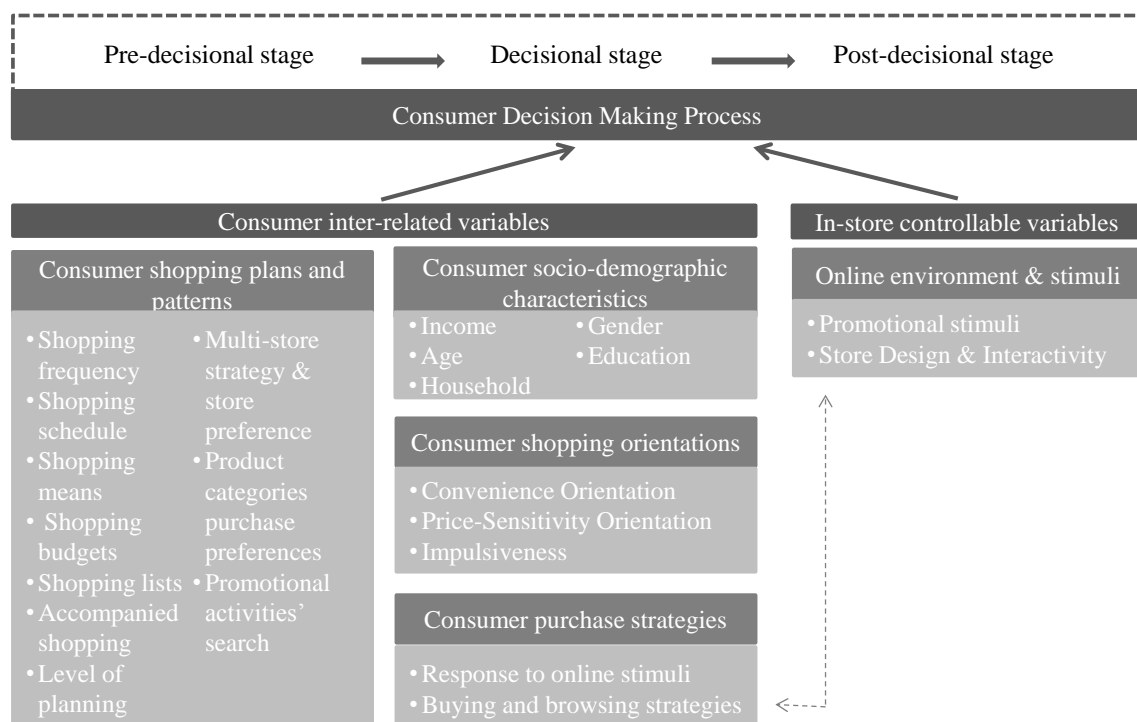 Pre-decisional stage
Decisional stage
Post-decisional stage
Consumer Decision Making Process
Consumer inter-related variables
In-store controllable variables
Consumer shopping plans and
patterns
• Shopping
frequency
• Shopping
schedule
• Shopping
means
• Shopping
budgets
• Shopping lists
• Accompanied
shopping
• Level of
planning
• Multi-store
strategy &
store
preference
• Product
categories
purchase
preferences
• Promotional
activities’
search
Consumer socio-demographic
characteristics
• Income
• Age
• Household
• Gender
• Education
Consumer shopping orientations
• Convenience Orientation
• Price-Sensitivity Orientation
• Impulsiveness
Consumer purchase strategies
• Response to online stimuli
• Buying and browsing strategies
Online environment & stimuli
• Promotional stimuli
• Store Design & Interactivity